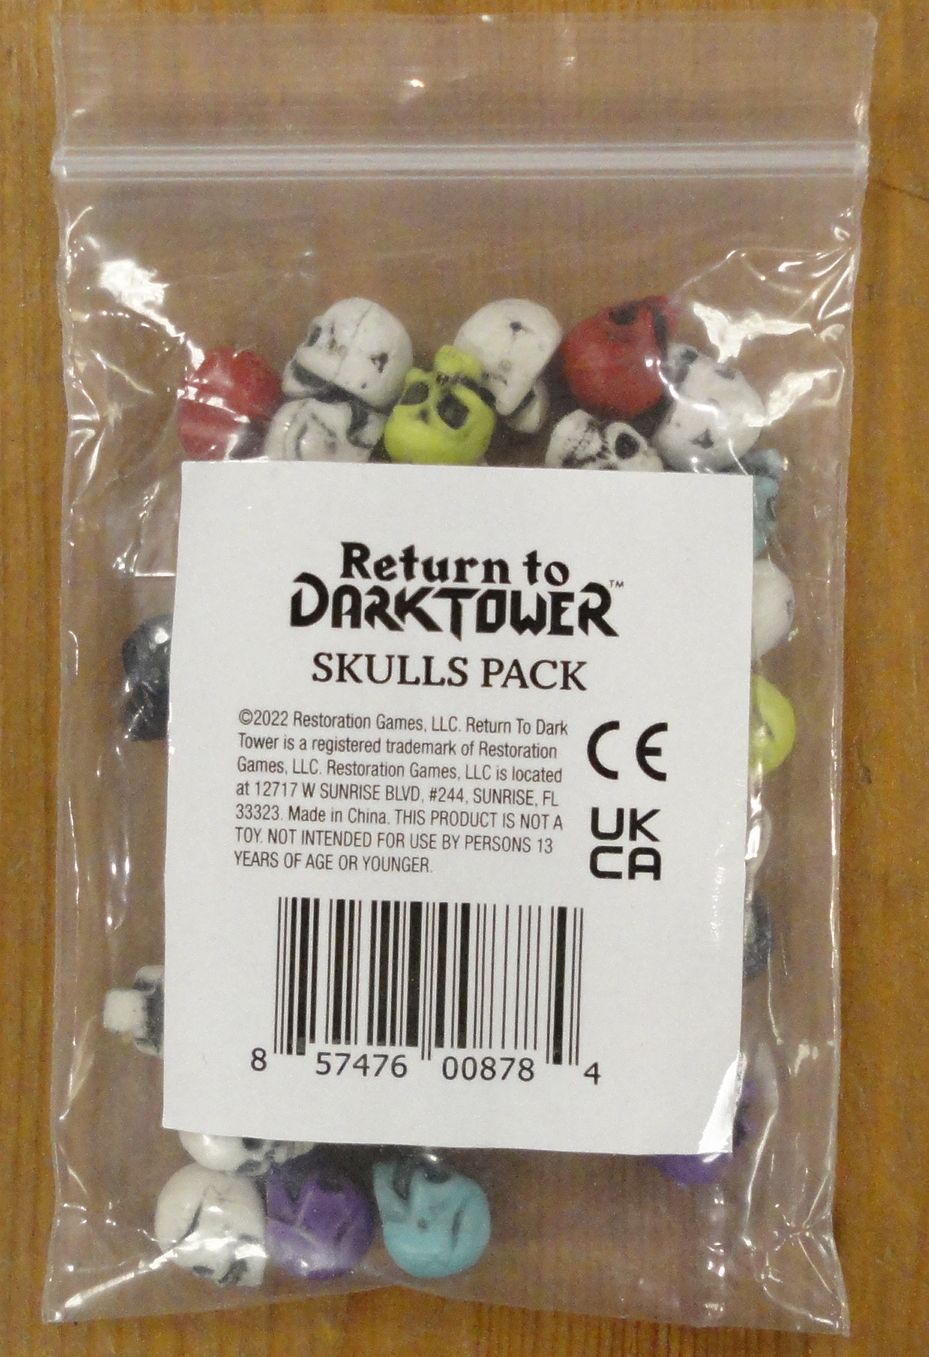 Return to
DARK TOWER™
SKULLS PACK
©2022 Restoration Games, LLC. Return To Dark
Tower is a registered trademark of Restoration
Games, LLC. Restoration Games, LLC is located
at 12717 W SUNRISE BLVD, #244, SUNRISE, FL
33323. Made in China. THIS PRODUCT IS NOT A
TOY. NOT INTENDED FOR USE BY PERSONS 13
YEARS OF AGE OR YOUNGER.
CE
UK
CA
8 57476 00878 4